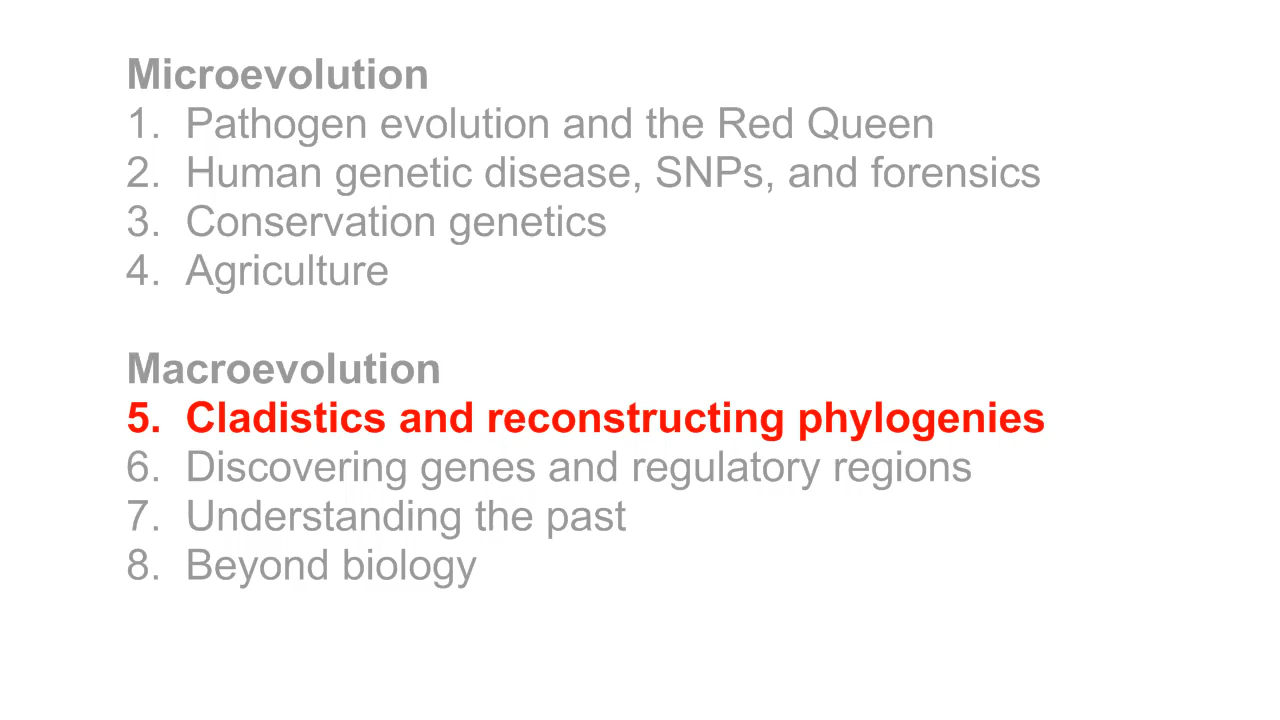 Microevolution
1. Pathogen evolution and the Red Queen
2. Human genetic disease, SNPs, and forensics
3. Conservation genetics
4. Agriculture
Macroevolution
5. Cladistics and reconstructing phylogenies
6. Discovering genes and regulatory regions
7. Understanding the past
8. Beyond biology